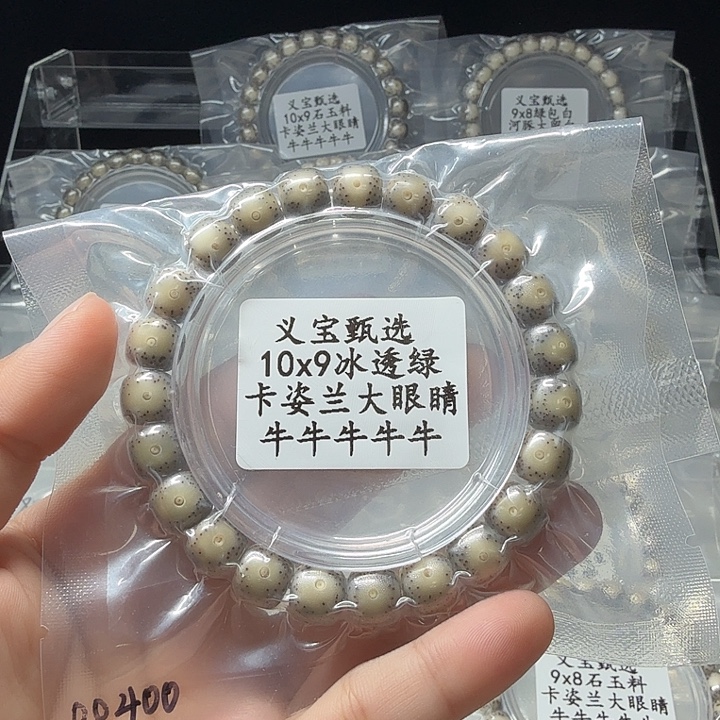 义宝甄选
10x9石玉料
卡姿兰大眼睛
牛牛牛牛牛
义宝甄选
9x8绿包白
义宝甄选
10x9冰透绿
卡姿兰大眼睛
牛牛牛牛牛
义宝甄选
9x8石玉料
卡姿兰大眼睛